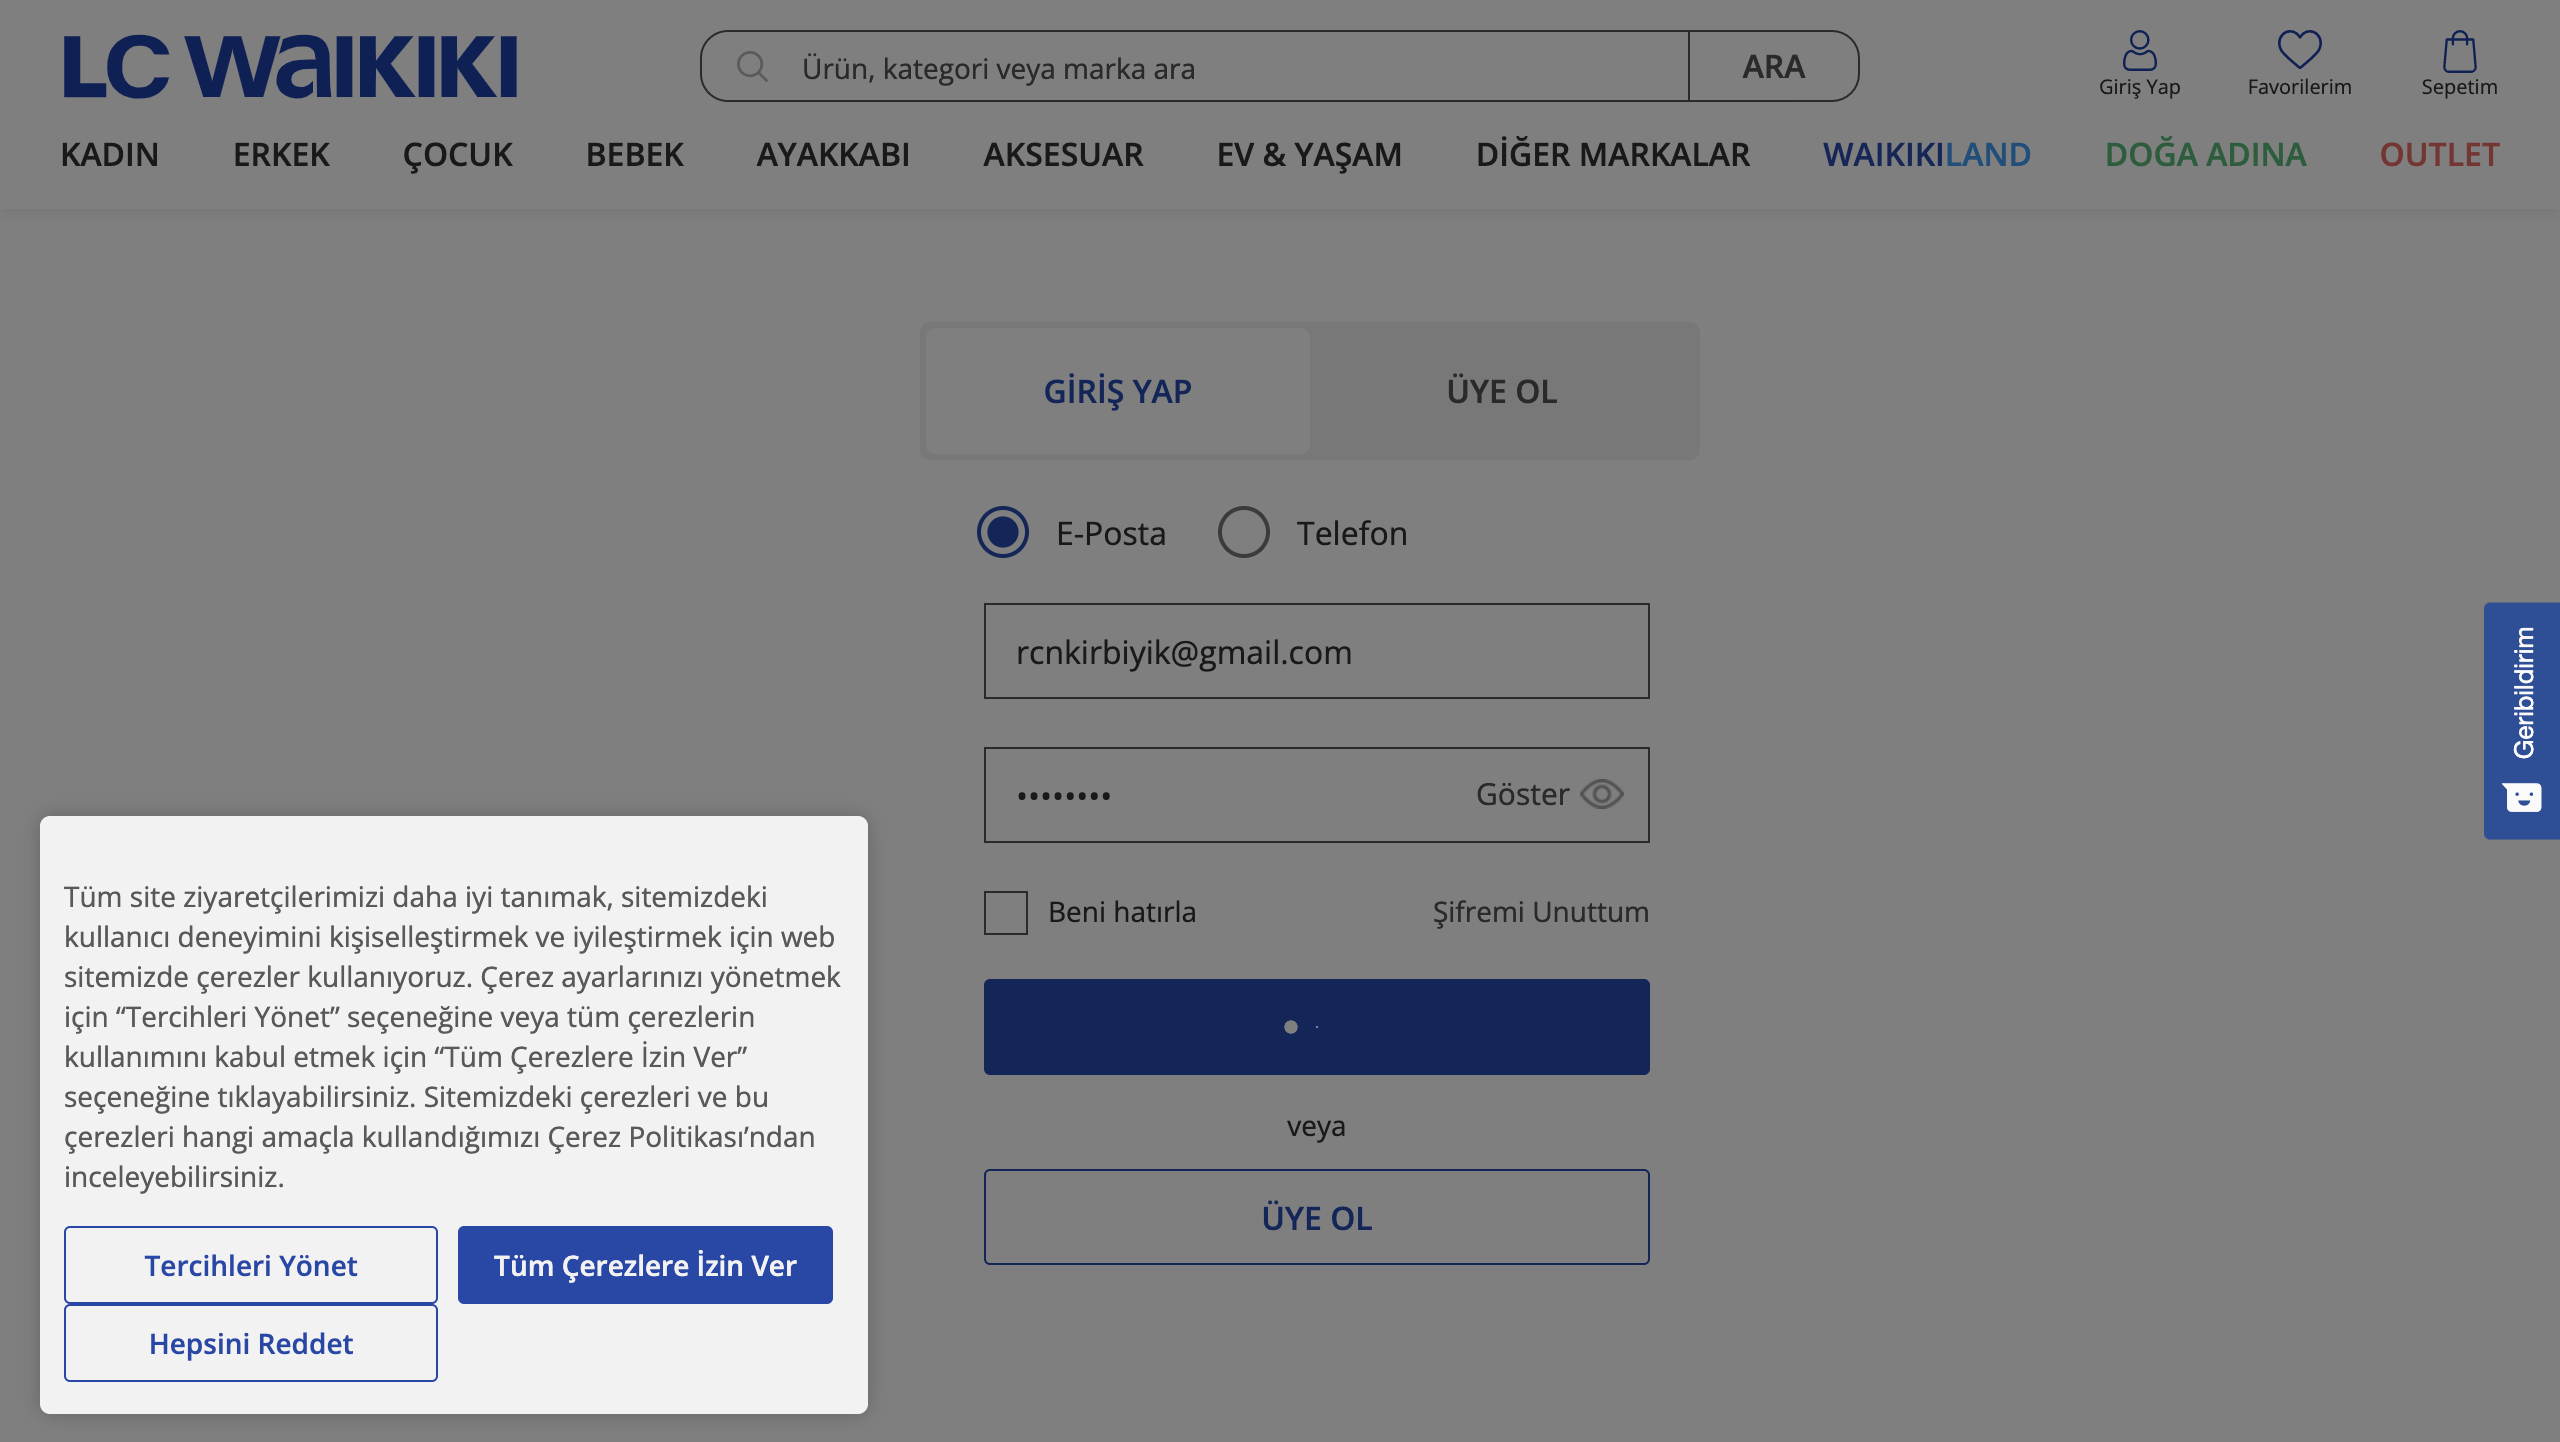 LC WAIKIKI
Ürün, kategori veya marka ara
ARA
Giriş Yap
Favorilerim
Sepetim
KADIN
ERKEK
ÇOCUK
BEBEK
AYAKKABI
AKSESUAR
EV & YAŞAM
DİĞER MARKALAR
WAIKIKILAND
DOĞA ADINA
OUTLET
GİRİŞ YAP
ÜYE OL
E-Posta
Telefon
rcnkirbiyik@gmail.com
••••••••
Göster
Beni hatırla
Şifremi Unuttum
veya
ÜYE OL
Geribildirim
Tüm site ziyaretçilerimizi daha iyi tanımak, sitemizdeki
kullanıcı deneyimini kişiselleştirmek ve iyileştirmek için web
sitemizde çerezler kullanıyoruz. Çerez ayarlarınızı yönetmek
için “Tercihleri Yönet” seçeneğine veya tüm çerezlerin
kullanımını kabul etmek için “Tüm Çerezlere İzin Ver”
seçeneğine tıklayabilirsiniz. Sitemizdeki çerezleri ve bu
çerezleri hangi amaçla kullandığımızı Çerez Politikası’ndan
inceleyebilirsiniz.
Tercihleri Yönet
Tüm Çerezlere İzin Ver
Hepsini Reddet